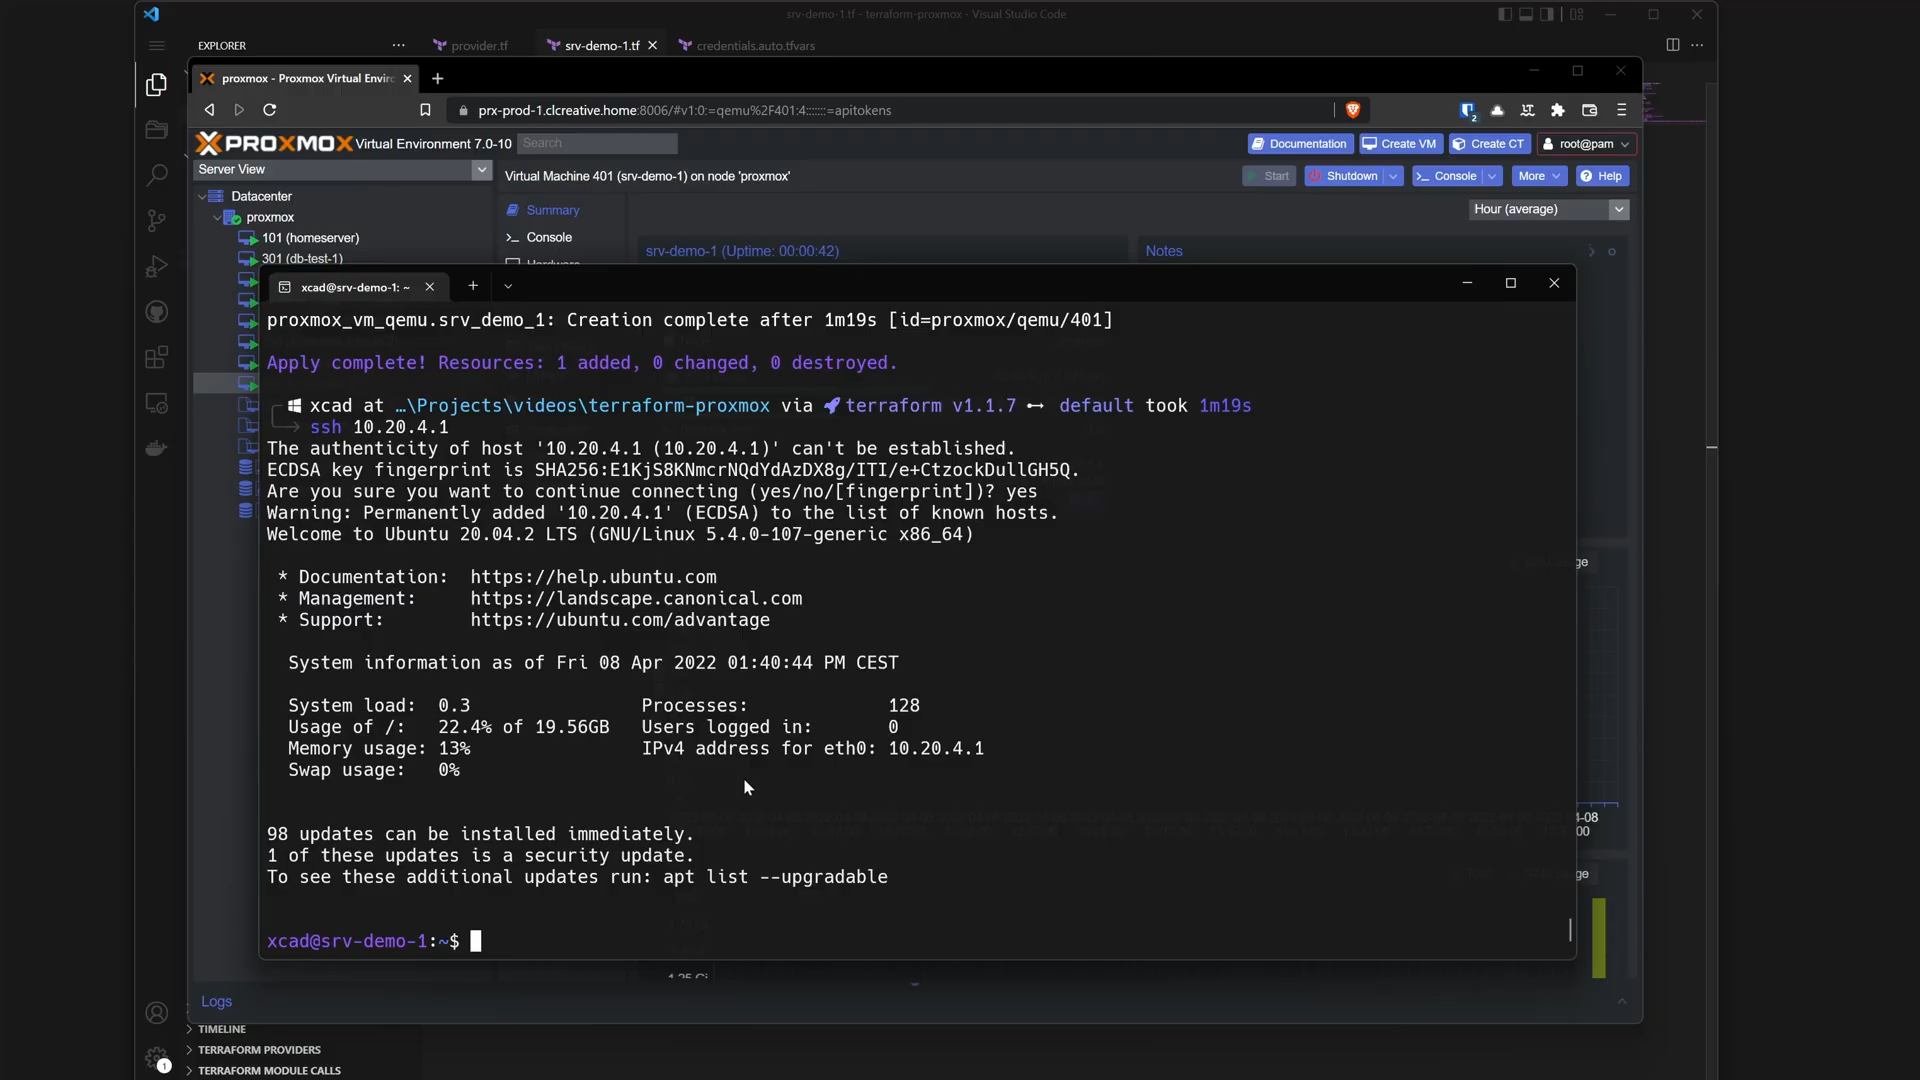 srv-demo-1.tf - terraform-proxmox - Visual Studio Code
EXPLORER
provider.tf
srv-demo-1.tf
credentials.auto.tfvars
proxmox - Proxmox Virtual Enviro
prx-prod-1.clcreative.home:8006/#v1:0:=qemu%2F401:4:::::::=apitokens
2
PROXMOX Virtual Environment 7.0-10
Search
Documentation
Create VM
Create CT
root@pam
Server View
Virtual Machine 401 (srv-demo-1) on node 'proxmox'
Start
Shutdown
Console
More
Help
Datacenter
proxmox
101 (homeserver)
301 (db-test-1)
Summary
Console
Hardware
Hour (average)
srv-demo-1 (Uptime: 00:00:42)
Notes
xcad@srv-demo-1: ~
proxmox_vm_qemu.srv_demo_1: Creation complete after 1m19s [id=proxmox/qemu/401]
Apply complete! Resources: 1 added, 0 changed, 0 destroyed.
xcad at …\Projects\videos\terraform-proxmox via terraform v1.1.7 default took 1m19s
ssh 10.20.4.1
The authenticity of host '10.20.4.1 (10.20.4.1)' can't be established.
ECDSA key fingerprint is SHA256:E1KjS8KNmcrNQdYdAzDX8g/ITI/e+CtzockDullGH5Q.
Are you sure you want to continue connecting (yes/no/[fingerprint])? yes
Warning: Permanently added '10.20.4.1' (ECDSA) to the list of known hosts.
Welcome to Ubuntu 20.04.2 LTS (GNU/Linux 5.4.0-107-generic x86_64)
* Documentation: https://help.ubuntu.com
* Management: https://landscape.canonical.com
* Support: https://ubuntu.com/advantage
System information as of Fri 08 Apr 2022 01:40:44 PM CEST
System load: 0.3 Processes: 128
Usage of /: 22.4% of 19.56GB Users logged in: 0
Memory usage: 13% IPv4 address for eth0: 10.20.4.1
Swap usage: 0%
98 updates can be installed immediately.
1 of these updates is a security update.
To see these additional updates run: apt list --upgradable
xcad@srv-demo-1:~$
Logs
TIMELINE
TERRAFORM PROVIDERS
TERRAFORM MODULE CALLS
1